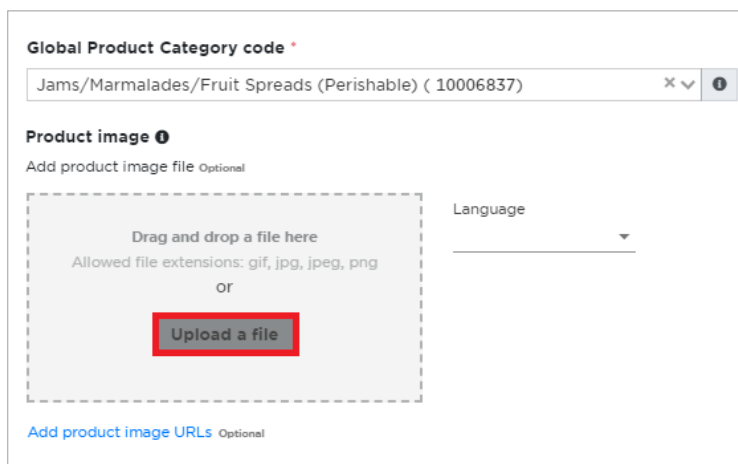 Global Product Category code *
Jams/Marmalades/Fruit Spreads (Perishable) ( 10006837)
Product image
Add product image file Optional
Language
Drag and drop a file here
Allowed file extensions: gif, jpg, jpeg, png
or
Upload a file
Add product image URLs Optional